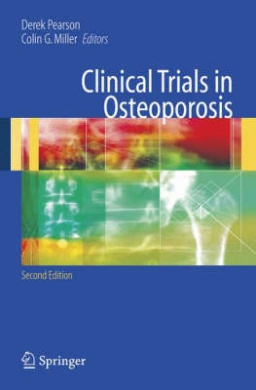 Derek Pearson
Colin G. Miller Editors
Clinical Trials in
Osteoporosis
Second Edition
Springer